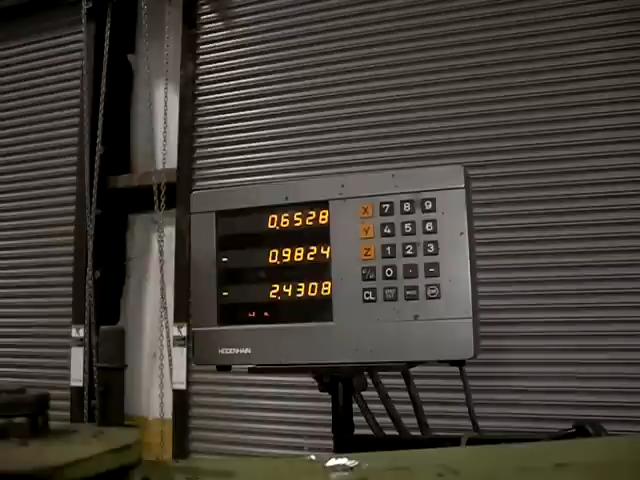 0.6528
- 0.9824
- 2.4308
X 7 8 9
Y 4 5 6
Z 1 2 3
0 . -
CL
HEIDENHAIN